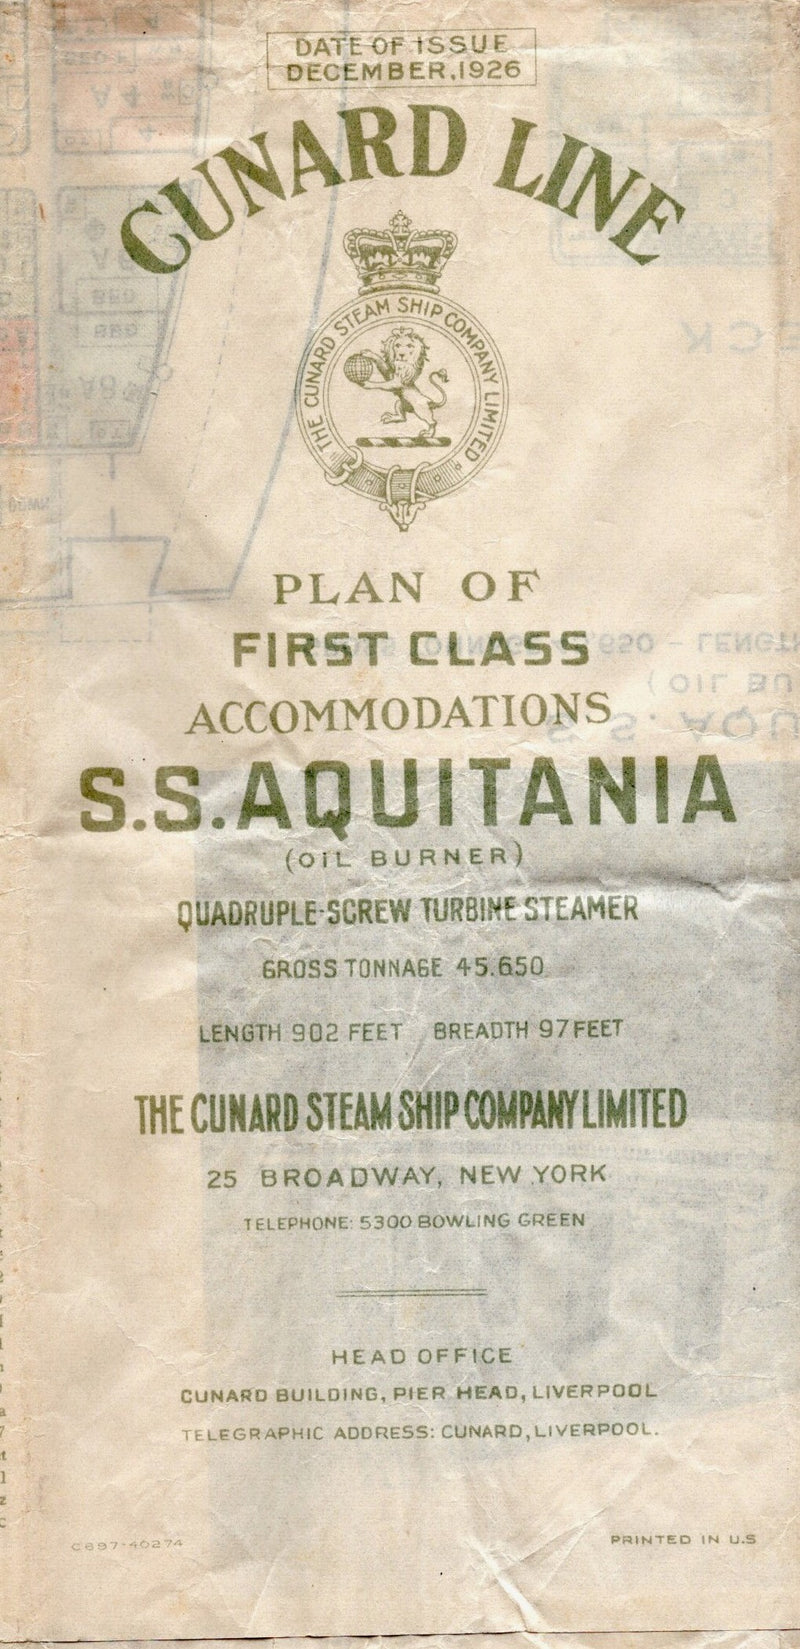 DATE OF ISSUE
DECEMBER, 1926
CUNARD LINE
THE CUNARD STEAM SHIP COMPANY LIMITED
PLAN OF
FIRST CLASS
ACCOMMODATIONS
S.S. AQUITANIA
(OIL BURNER)
QUADRUPLE-SCREW TURBINE STEAMER
GROSS TONNAGE 45.650
LENGTH 902 FEET BREADTH 97 FEET
THE CUNARD STEAM SHIP COMPANY LIMITED
25 BROADWAY, NEW YORK
TELEPHONE: 5300 BOWLING GREEN
HEAD OFFICE
CUNARD BUILDING, PIER HEAD, LIVERPOOL
TELEGRAPHIC ADDRESS: CUNARD, LIVERPOOL.
C697-40274
PRINTED IN U.S